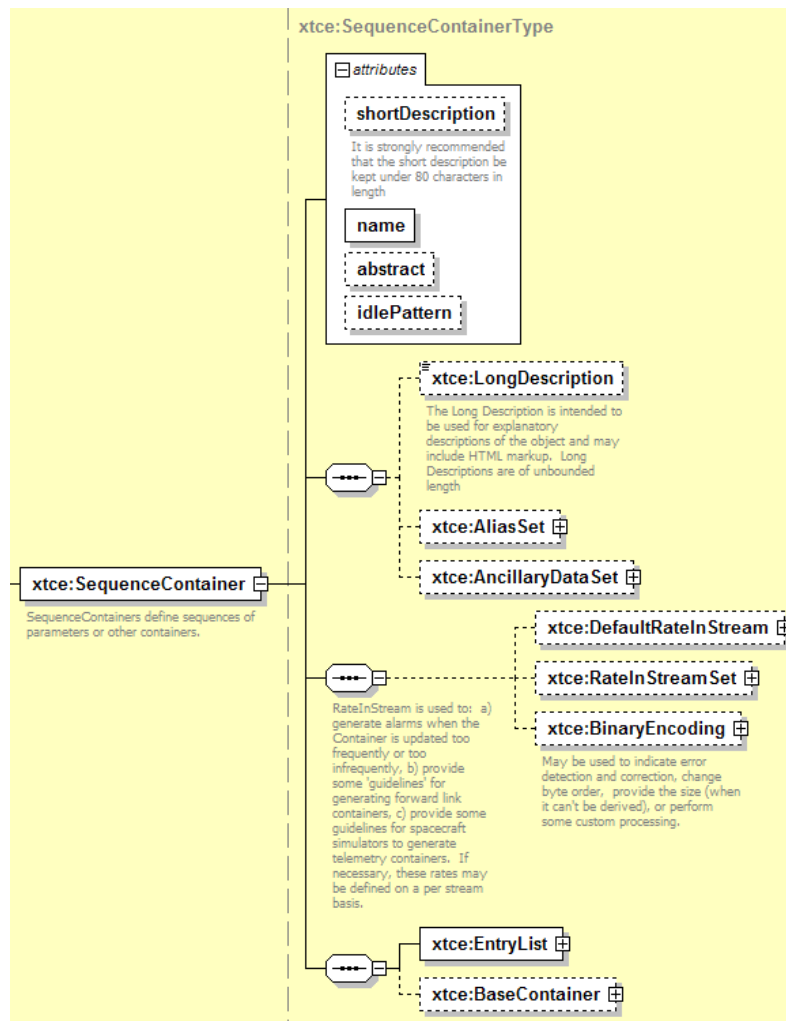 xtce:SequenceContainerType
attributes
shortDescription
It is strongly recommended
that the short description be
kept under 80 characters in
length
name
abstract
idlePattern
xtce:LongDescription
The Long Description is intended to
be used for explanatory
descriptions of the object and may
include HTML markup.  Long
Descriptions are of unbounded
length
xtce:AliasSet
xtce:AncillaryDataSet
xtce:SequenceContainer
SequenceContainers define sequences of
parameters or other containers.
xtce:DefaultRateInStream
xtce:RateInStreamSet
xtce:BinaryEncoding
May be used to indicate error
detection and correction, change
byte order,  provide the size (when
it can't be derived), or perform
some custom processing.
RateInStream is used to:  a)
generate alarms when the
Container is updated too
frequently or too
infrequently, b) provide
some 'guidelines' for
generating forward link
containers, c) provide some
guidelines for spacecraft
simulators to generate
telemetry containers.  If
necessary, these rates may
be defined on a per stream
basis.
xtce:EntryList
xtce:BaseContainer